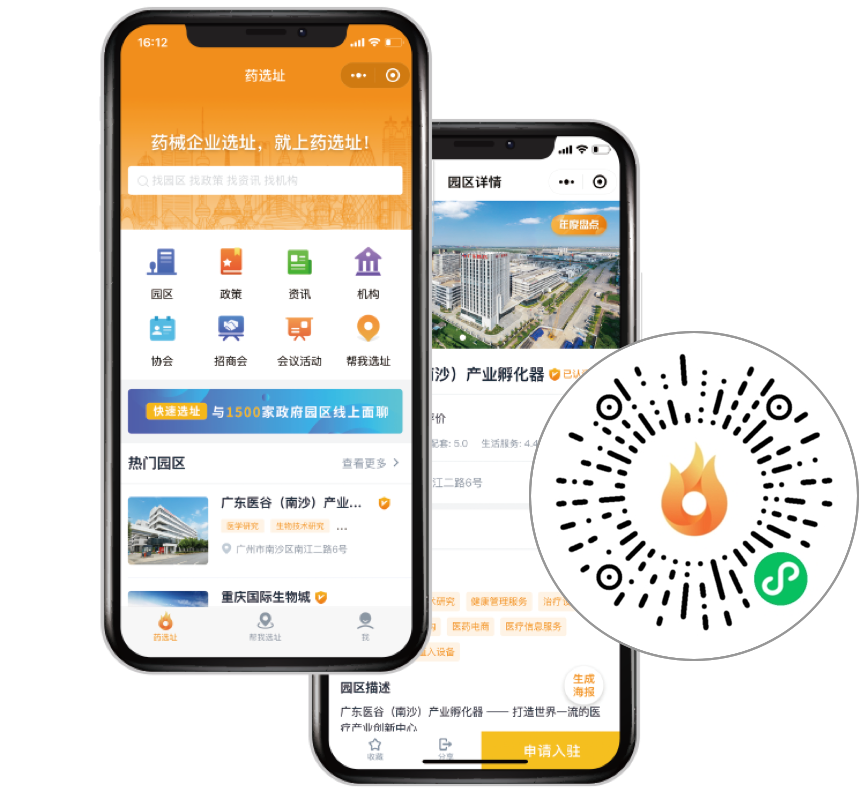 16:12
药选址
药械企业选址，就上药选址！
找园区 找政策 找资讯 找机构
园区
政策
资讯
机构
协会
招商会
会议活动
帮我选址
快速选址 与1500家政府园区线上面聊
热门园区
查看更多
广东医谷（南沙）产业...
医学研究 生物技术研究 ...
广州市南沙区南江二路6号
重庆国际生物城
药选址
帮我选址
我
园区详情
年度盘点
沙）产业孵化器 已认
评价
配套: 5.0 生活服务: 4.4
江二路6号
术研究 健康管理服务 治疗
医药电商 医疗信息服务
植入设备
生成
海报
园区描述
广东医谷（南沙）产业孵化器 —— 打造世界一流的医
疗产业创新中心
收藏
分享
申请入驻